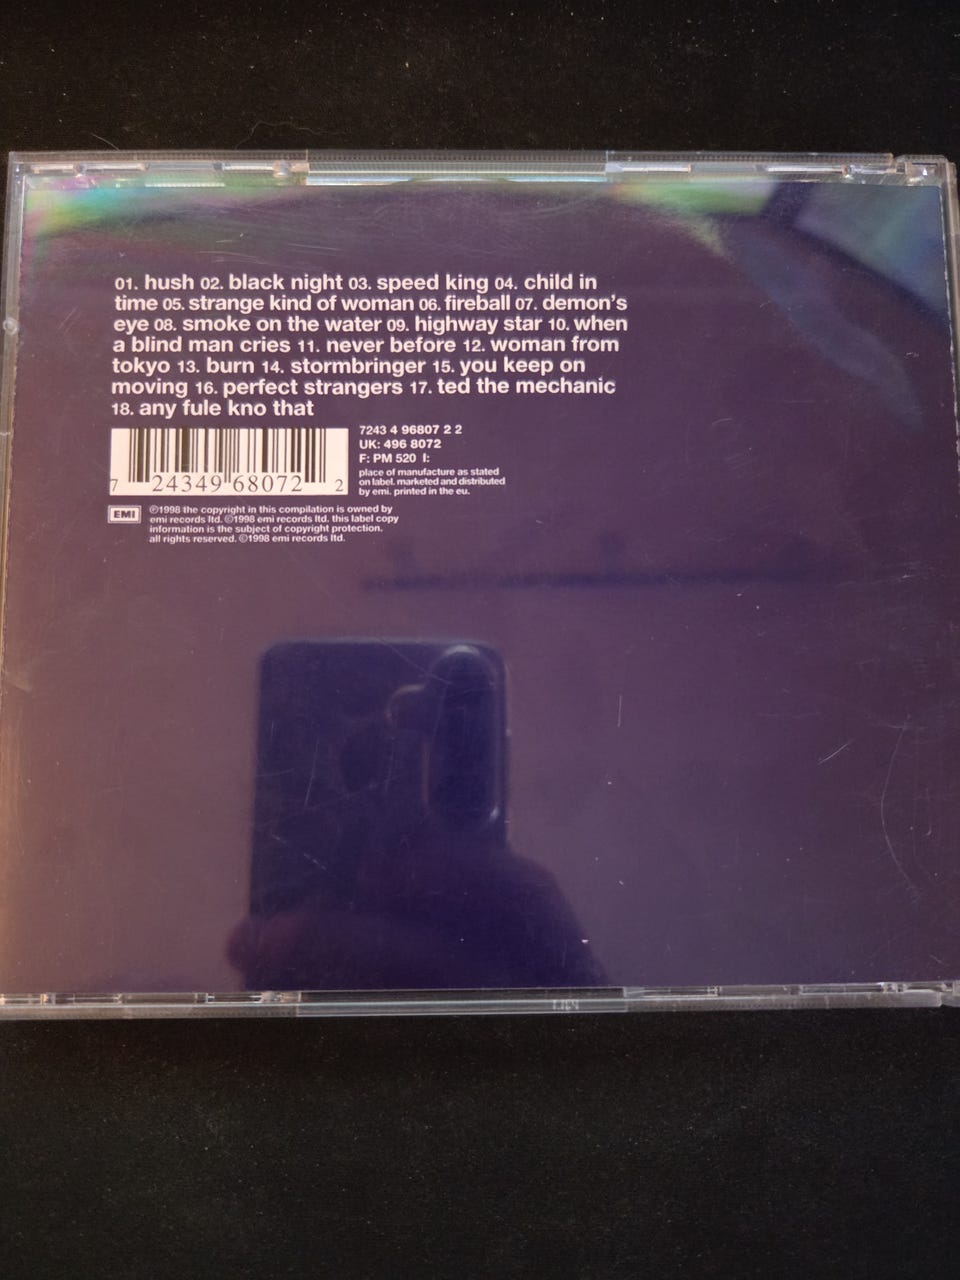 01. hush 02. black night 03. speed king 04. child in
time 05. strange kind of woman 06. fireball 07. demon's
eye 08. smoke on the water 09. highway star 10. when
a blind man cries 11. never before 12. woman from
tokyo 13. burn 14. stormbringer 15. you keep on
moving 16. perfect strangers 17. ted the mechanic
18. any fule kno that
7243 4 96807 2 2
UK: 496 8072
F: PM 520 I:
place of manufacture as stated
on label. marketed and distributed
by emi. printed in the eu.
7 24349 68072 2
EMI
℗1998 the copyright in this compilation is owned by
emi records ltd. ©1998 emi records ltd. this label copy
information is the subject of copyright protection.
all rights reserved. ©1998 emi records ltd.